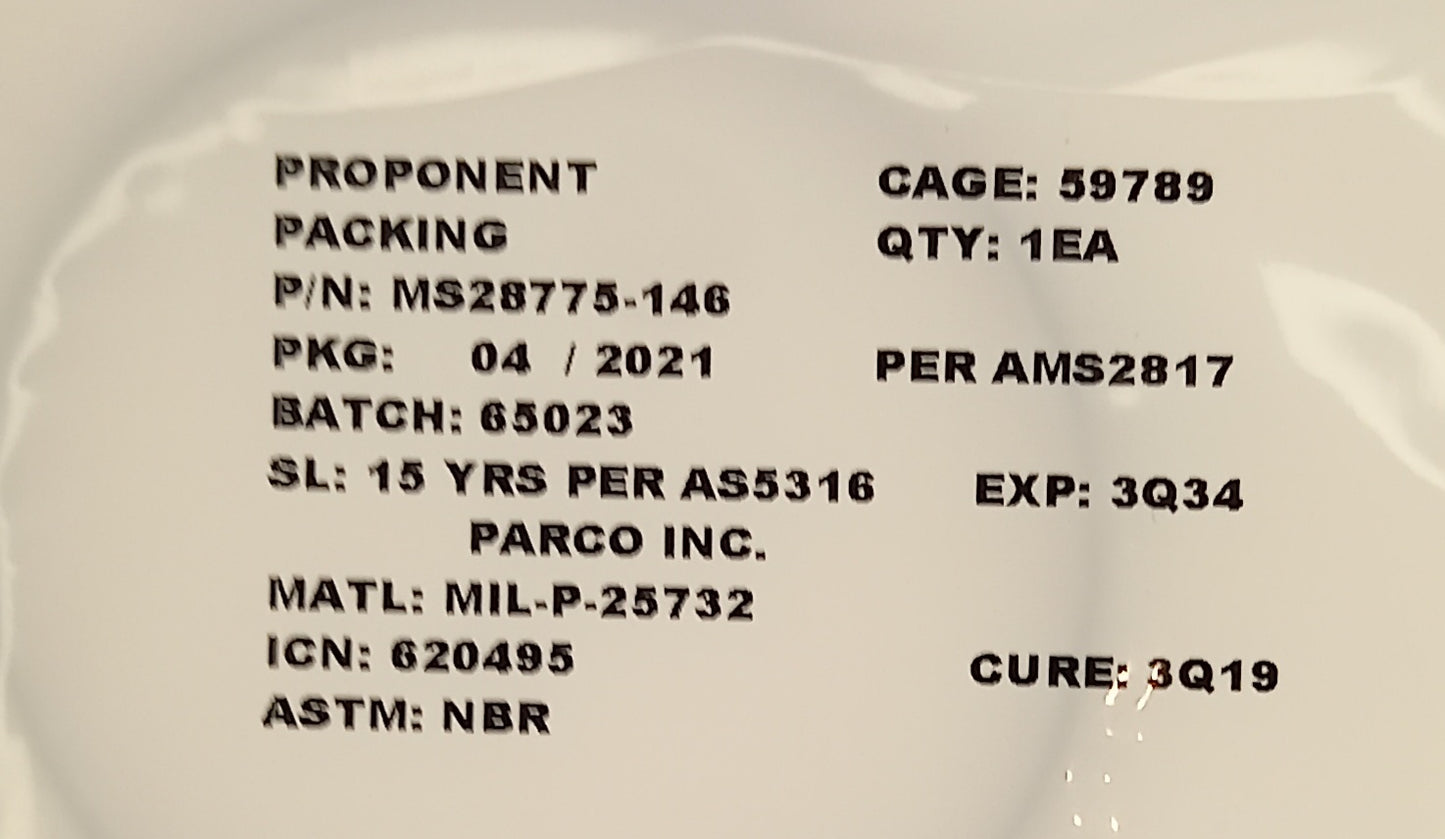 PROPONENT
PACKING CAGE: 59789
P/N: MS28775-146 QTY: 1EA
PKG: 04 / 2021 PER AMS2817
BATCH: 65023
SL: 15 YRS PER AS5316 EXP: 3Q34
PARCO INC.
MATL: MIL-P-25732
ICN: 620495 CURE: 3Q19
ASTM: NBR